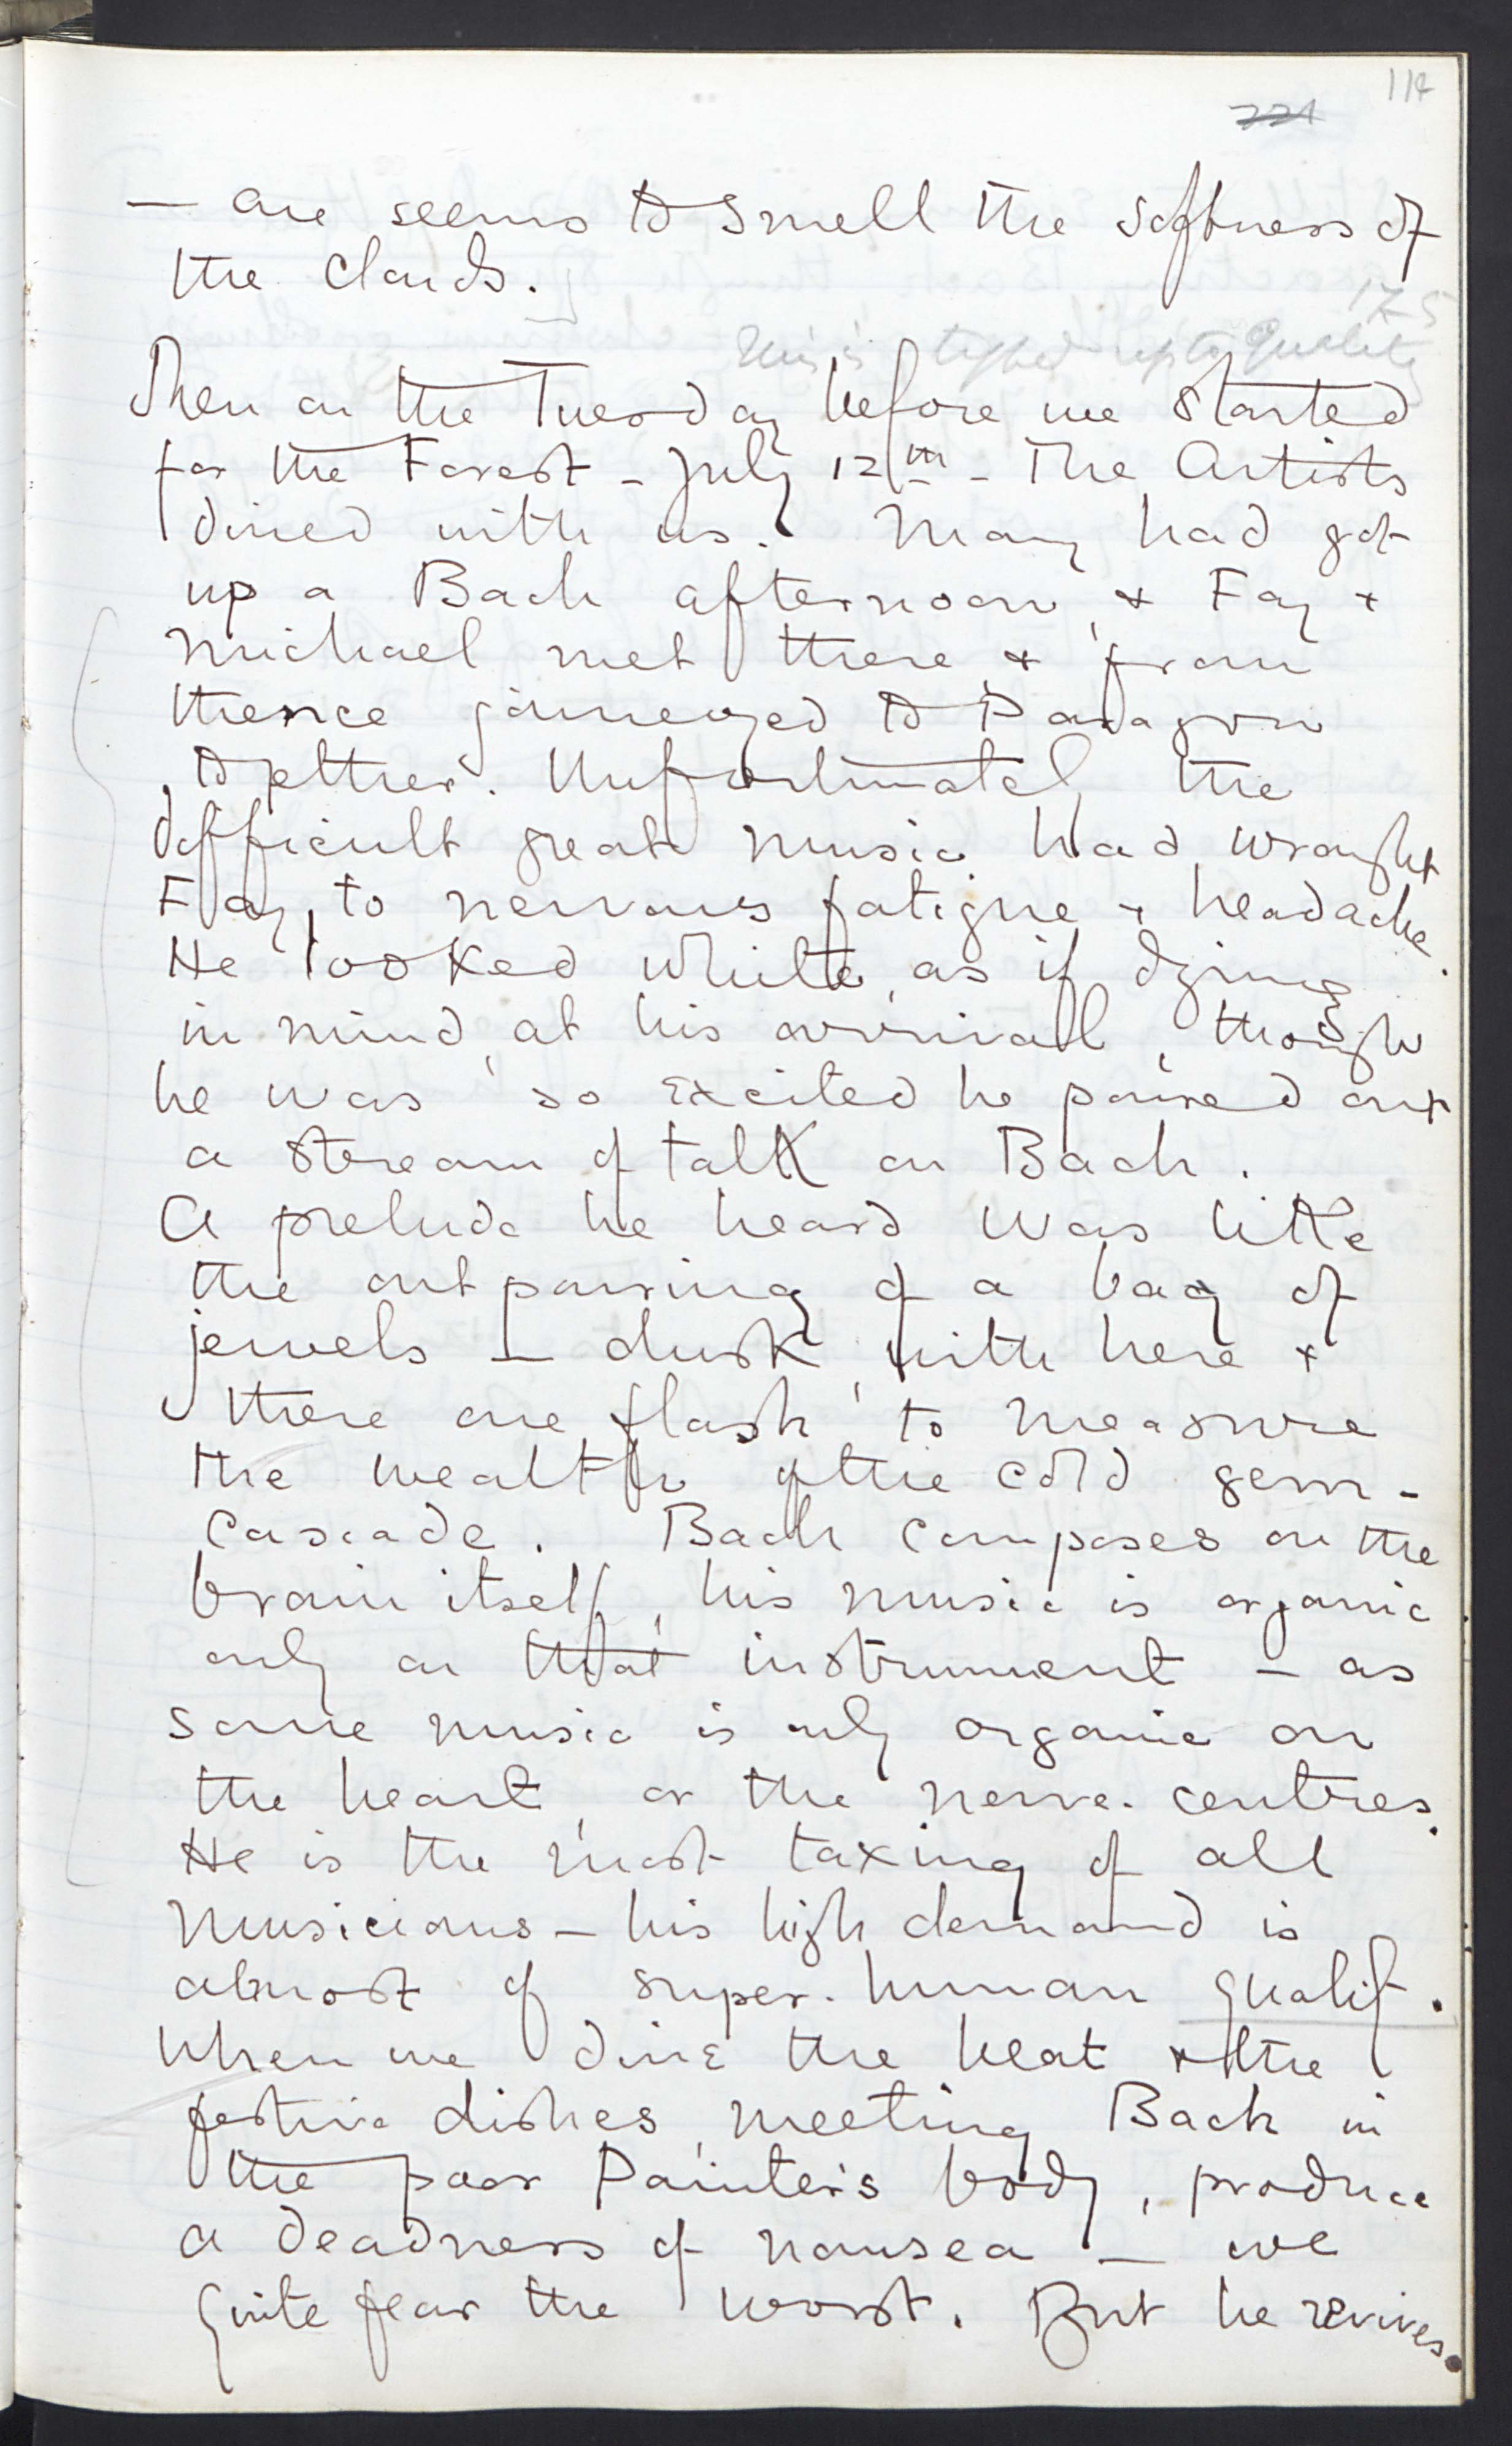 114
221
— one seems to smell the softness of
the clouds.
175
This is typed up to Quality
Then on the Tuesday before we started
for the Forest – July 12th – The Artists
dined with us. Many had got
up a Bach afternoon, & Fay &
Michael met there & from
thence journeyed to Paragon
together. Unfortunately the
difficult great music had wrought
Fay, to nervous fatigue & headache.
He looked white, as if dying
in mind, at his arrival, though
he was so excited he poured out
a stream of talk on Bach.
A prelude he heard was like
the outpouring of a bag of
jewels – dusk, with here &
there one flash, to measure
the wealth of the cold gem-
cascade. Bach composes on the
brain itself, his music is organic
only on that instrument – as
some music is only organic on
the heart, or the nerve-centres.
He is the most taxing of all
musicians – his high demand is
almost of super-human quality.
When we dine the heat & the
festive dishes, meeting Bach in
the poor Painter's body, produce
a deadness of nausea – we
quite fear the worst. But he revives.